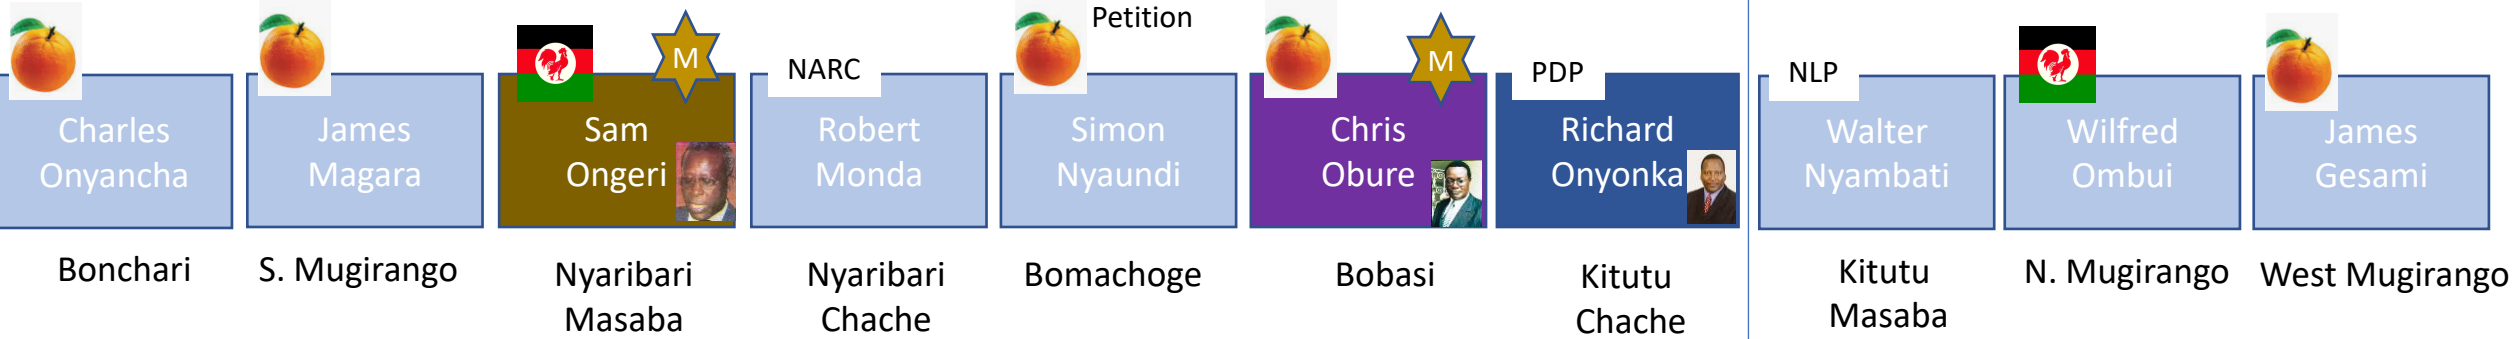 Petition
M
M
NARC
PDP
NLP
Charles
Onyancha
James
Magara
Sam
Ongeri
Robert
Monda
Simon
Nyaundi
Chris
Obure
Richard
Onyonka
Walter
Nyambati
Wilfred
Ombui
James
Gesami
Bonchari
S. Mugirango
Nyaribari
Masaba
Nyaribari
Chache
Bomachoge
Bobasi
Kitutu
Chache
Kitutu
Masaba
N. Mugirango
West Mugirango